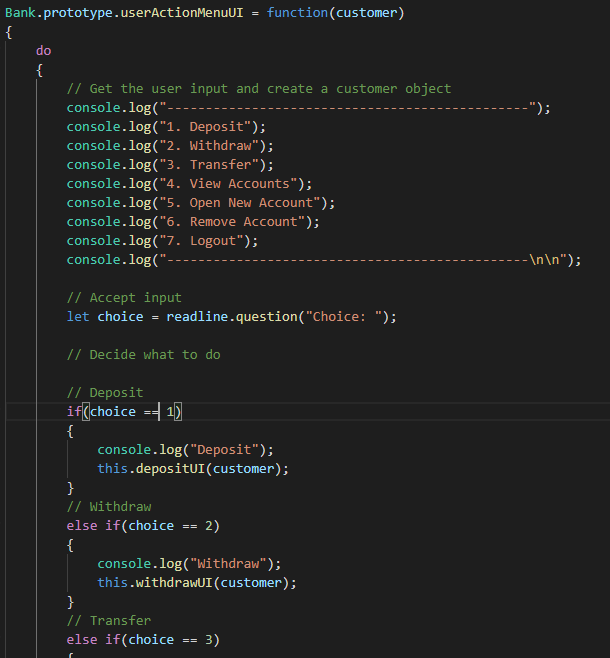 Bank.prototype.userActionMenuUI = function(customer)
{
do
{
// Get the user input and create a customer object
console.log("-----------------------------------------------");
console.log("1. Deposit");
console.log("2. Withdraw");
console.log("3. Transfer");
console.log("4. View Accounts");
console.log("5. Open New Account");
console.log("6. Remove Account");
console.log("7. Logout");
console.log("-----------------------------------------------\n\n");
// Accept input
let choice = readline.question("Choice: ");
// Decide what to do
// Deposit
if(choice == 1)
{
console.log("Deposit");
this.depositUI(customer);
}
// Withdraw
else if(choice == 2)
{
console.log("Withdraw");
this.withdrawUI(customer);
}
// Transfer
else if(choice == 3)
{